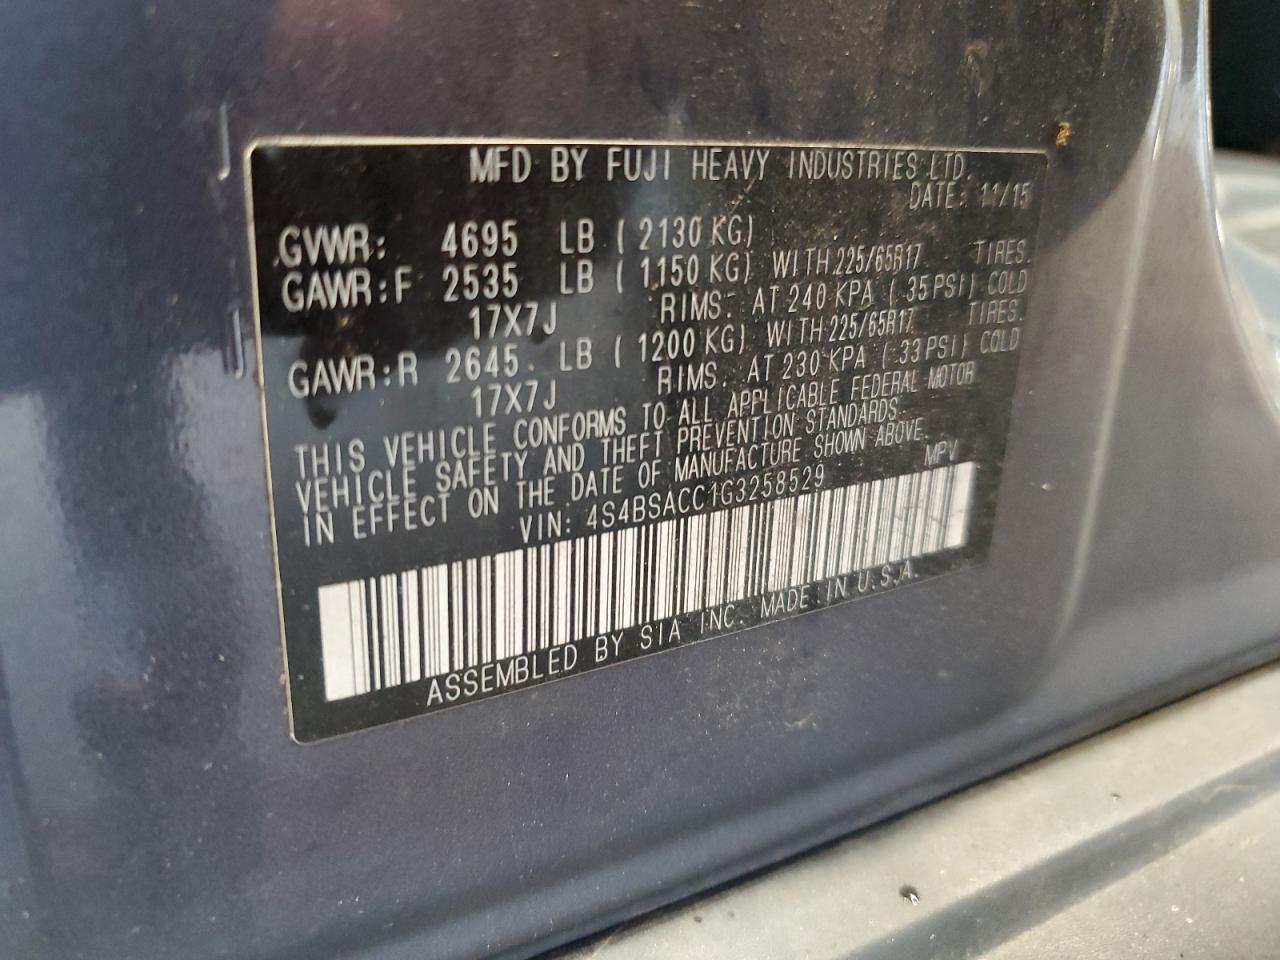 MFD BY FUJI HEAVY INDUSTRIES LTD.
DATE: 11/15
GVWR: 4695 LB ( 2130 KG)
GAWR:F 2535 LB ( 1150 KG) WITH 225/65R17 TIRES.
17X7J RIMS. AT 240 KPA ( 35 PSI) COLD
GAWR:R 2645 LB ( 1200 KG) WITH 225/65R17 TIRES.
17X7J RIMS. AT 230 KPA ( 33 PSI) COLD
THIS VEHICLE CONFORMS TO ALL APPLICABLE FEDERAL MOTOR
VEHICLE SAFETY AND THEFT PREVENTION STANDARDS
IN EFFECT ON THE DATE OF MANUFACTURE SHOWN ABOVE.
VIN: 4S4BSACC1G3258529 MPV
ASSEMBLED BY SIA INC. MADE IN U.S.A.